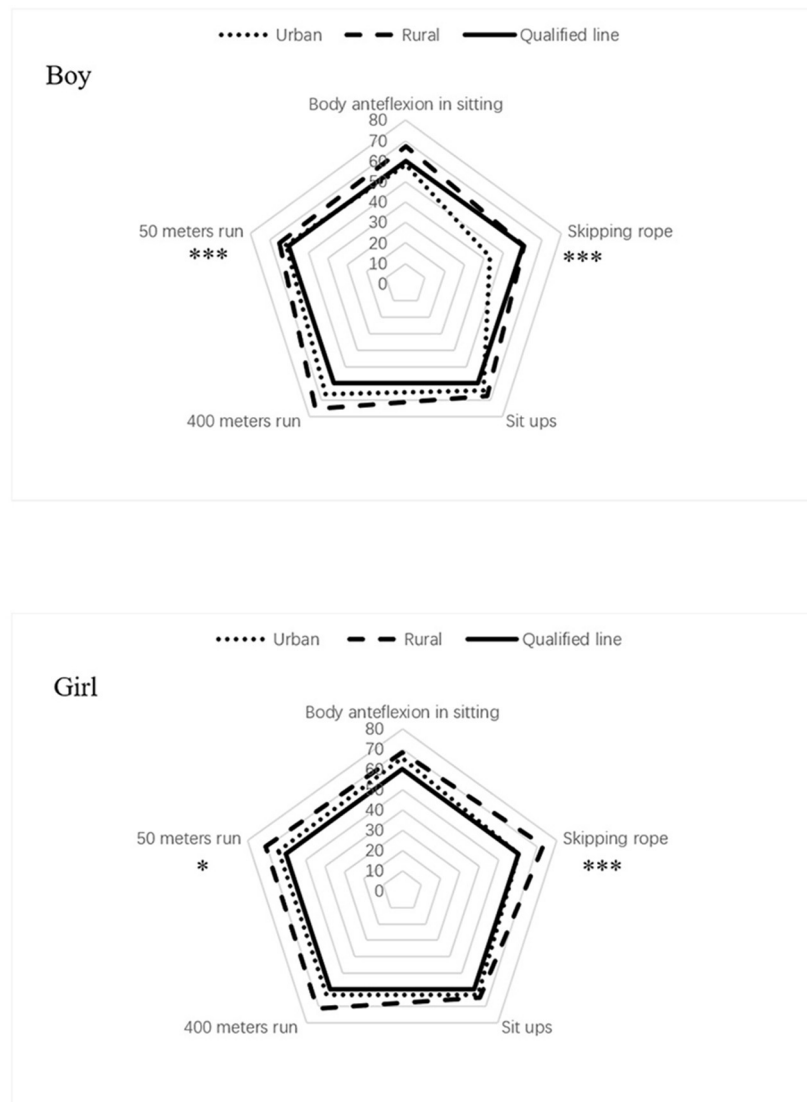 Urban Rural Qualified line
Boy
Body anteflexion in sitting
80
70
60
50
40
30
20
10
0
50 meters run
***
Skipping rope
***
400 meters run
Sit ups
Urban Rural Qualified line
Girl
Body anteflexion in sitting
80
70
60
50
40
30
20
10
0
50 meters run
*
Skipping rope
***
400 meters run
Sit ups